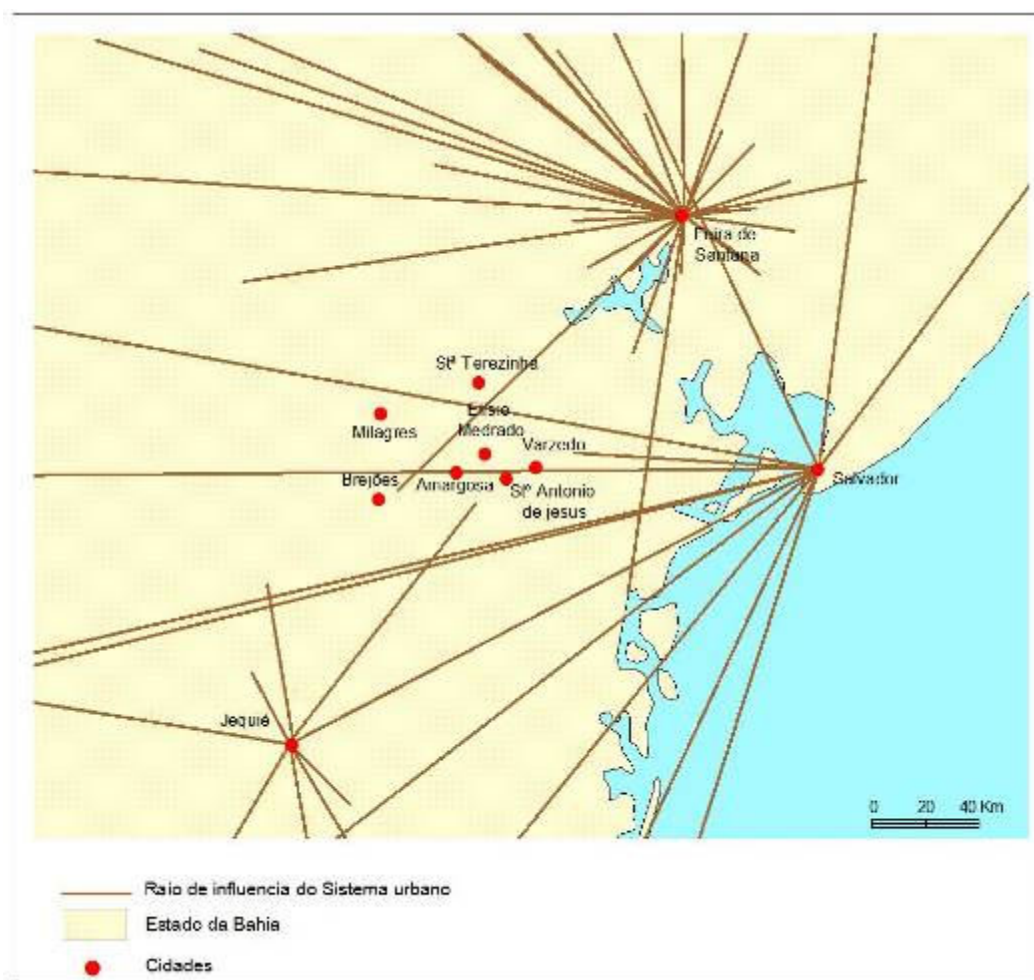 Feira de
Santana
Stª Terezinha
Elisio
Medrado
Milagres
Varzedo
Brejões
Amargosa
Stº Antonio
de jesus
Salvador
Jequié
0 20 40 Km
Raio de influencia do Sistema urbano
Estado da Bahia
Cidades